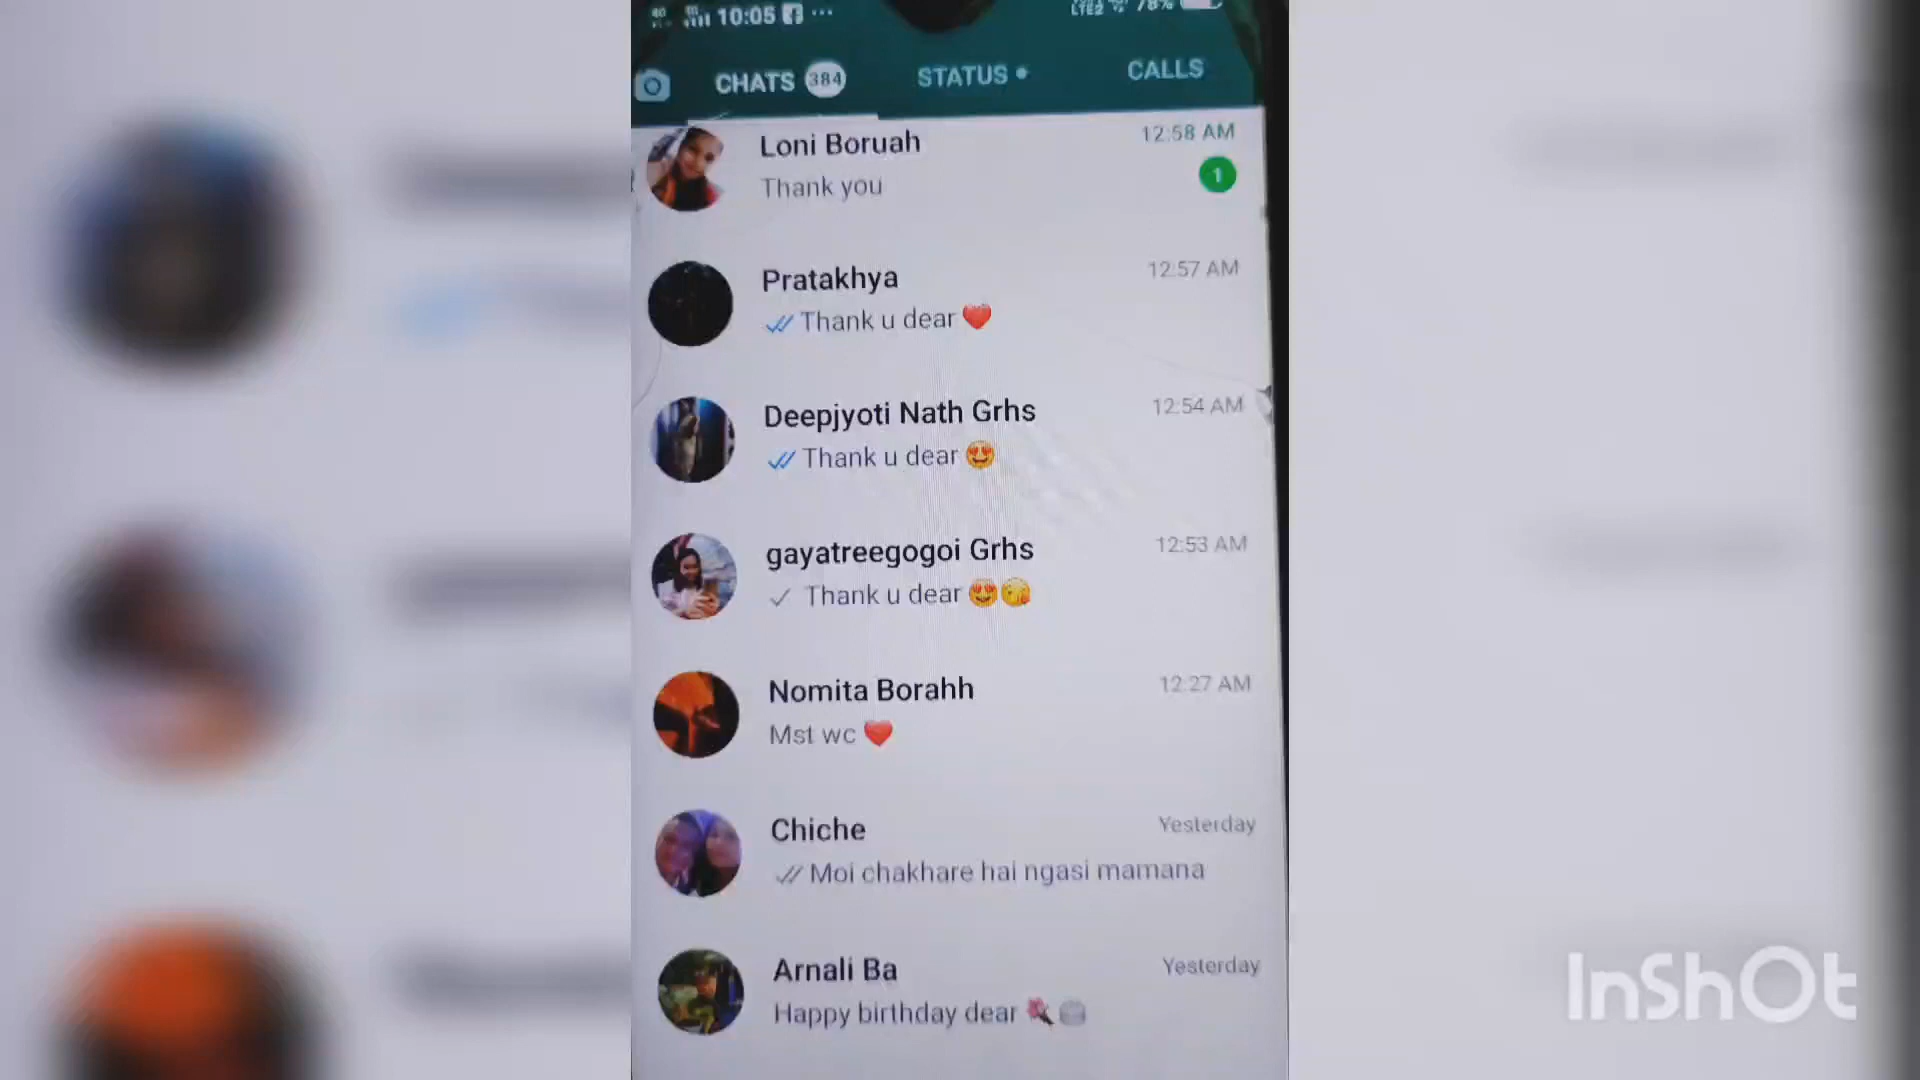 10:05
LTE2 78%
CHATS 384 STATUS CALLS
Loni Boruah 12:58 AM
Thank you 1
Pratakhya 12:57 AM
Thank u dear ❤️
Deepjyoti Nath Grhs 12:54 AM
Thank u dear 😍
gayatreegogoi Grhs 12:53 AM
Thank u dear 😍😘
Nomita Borahh 12:27 AM
Mst wc ❤️
Chiche Yesterday
Moi chakhare hai ngasi mamana
Arnali Ba Yesterday
Happy birthday dear 🌹🎂
InShOt